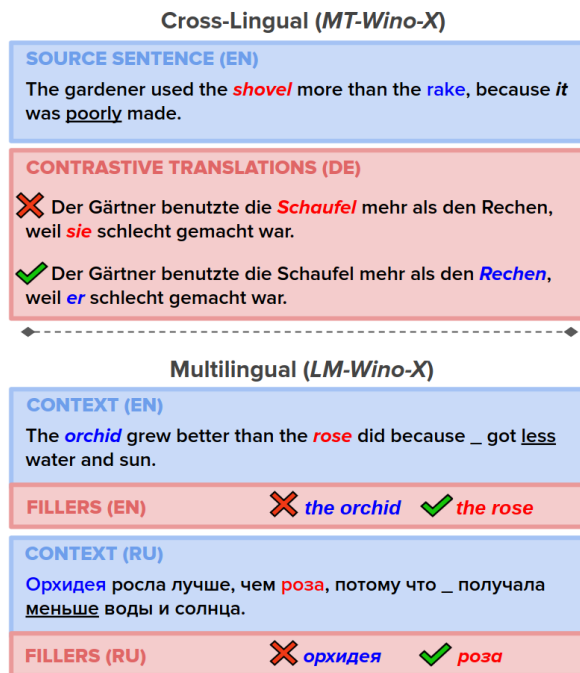 Cross-Lingual (MT-Wino-X)
SOURCE SENTENCE (EN)
The gardener used the shovel more than the rake, because it
was poorly made.
CONTRASTIVE TRANSLATIONS (DE)
Der Gärtner benutzte die Schaufel mehr als den Rechen,
weil sie schlecht gemacht war.
Der Gärtner benutzte die Schaufel mehr als den Rechen,
weil er schlecht gemacht war.
Multilingual (LM-Wino-X)
CONTEXT (EN)
The orchid grew better than the rose did because _ got less
water and sun.
FILLERS (EN) the orchid the rose
CONTEXT (RU)
Орхидея росла лучше, чем роза, потому что _ получала
меньше воды и солнца.
FILLERS (RU) орхидея роза